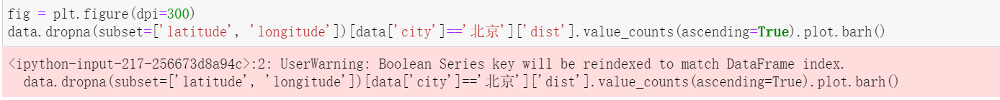 fig = plt.figure(dpi=300)
data.dropna(subset=['latitude', 'longitude'])[data['city']=='北京']['dist'].value_counts(ascending=True).plot.barh()
<ipython-input-217-256673d8a94c>:2: UserWarning: Boolean Series key will be reindexed to match DataFrame index.
  data.dropna(subset=['latitude', 'longitude'])[data['city']=='北京']['dist'].value_counts(ascending=True).plot.barh()